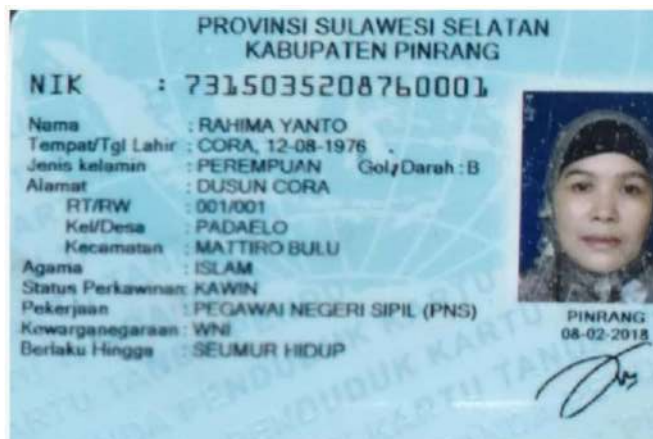 PROVINSI SULAWESI SELATAN
KABUPATEN PINRANG
NIK : 7315035208760001
Nama : RAHIMA YANTO
Tempat/Tgl Lahir : CORA, 12-08-1976
Jenis kelamin : PEREMPUAN Gol/Darah : B
Alamat : DUSUN CORA
RT/RW : 001/001
Kel/Desa : PADAELO
Kecamatan : MATTIRO BULU
Agama : ISLAM
Status Perkawinan: KAWIN
Pekerjaan : PEGAWAI NEGERI SIPIL (PNS)
Kewarganegaraan : WNI
Berlaku Hingga : SEUMUR HIDUP
PINRANG
08-02-2018